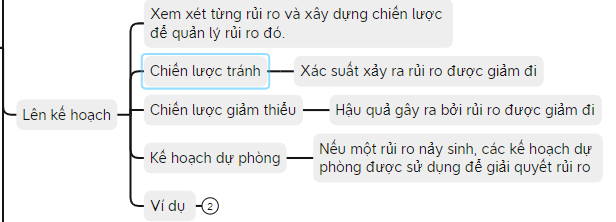 Xem xét từng rủi ro và xây dựng chiến lược
để quản lý rủi ro đó.
Chiến lược tránh
Xác suất xảy ra rủi ro được giảm đi
Lên kế hoạch
Chiến lược giảm thiểu
Hậu quả gây ra bởi rủi ro được giảm đi
Kế hoạch dự phòng
Nếu một rủi ro nảy sinh, các kế hoạch dự
phòng được sử dụng để giải quyết rủi ro
Ví dụ
2